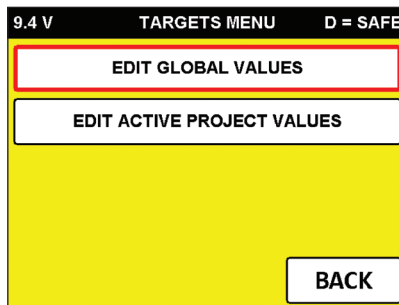 9.4 V TARGETS MENU D = SAFE
EDIT GLOBAL VALUES
EDIT ACTIVE PROJECT VALUES
BACK